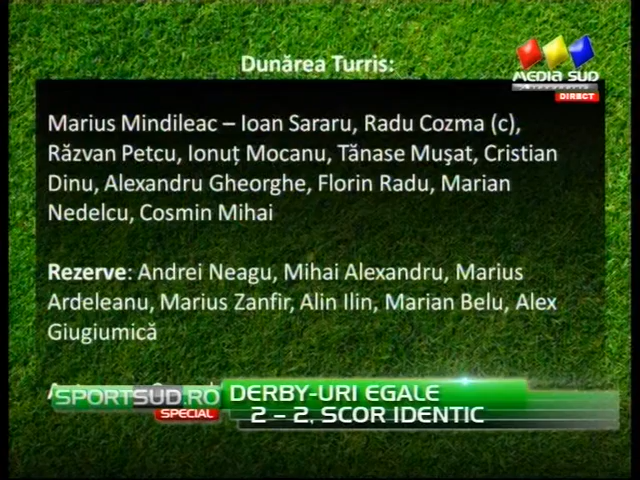 Dunărea Turris:
MEDIA SUD
DIRECT
Marius Mindileac – Ioan Sararu, Radu Cozma (c),
Răzvan Petcu, Ionuț Mocanu, Tănase Mușat, Cristian
Dinu, Alexandru Gheorghe, Florin Radu, Marian
Nedelcu, Cosmin Mihai
Rezerve: Andrei Neagu, Mihai Alexandru, Marius
Ardeleanu, Marius Zanfir, Alin Ilin, Marian Belu, Alex
Giugiumică
SPORTSUD.RO
SPECIAL
DERBY-URI EGALE
2 – 2, SCOR IDENTIC